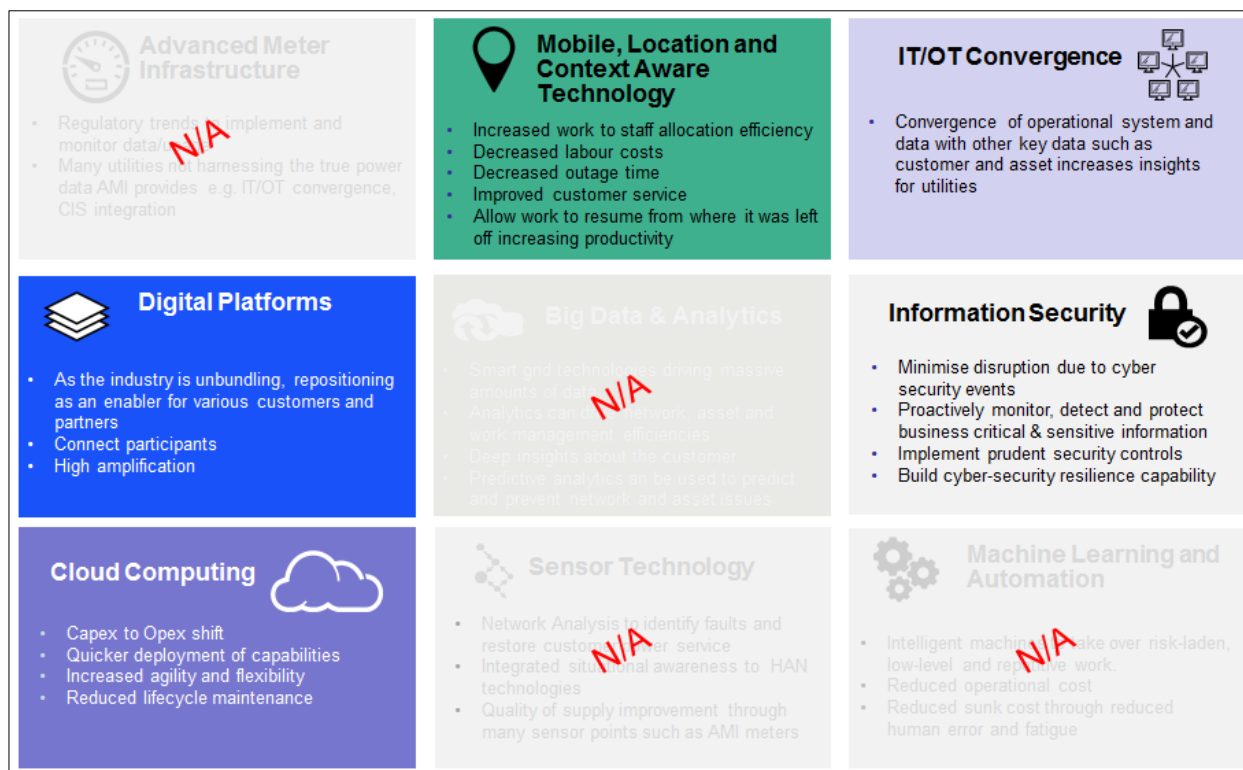 Advanced Meter
Infrastructure
• Regulatory trends to implement and
monitor data/
• Many utilities not harnessing the true power
data AMI provides e.g. IT/OT convergence,
CIS integration
N/A
Mobile, Location and
Context Aware
Technology
• Increased work to staff allocation efficiency
• Decreased labour costs
• Decreased outage time
• Improved customer service
• Allow work to resume from where it was left
off increasing productivity
IT/OT Convergence
• Convergence of operational system and
data with other key data such as
customer and asset increases insights
for utilities
Digital Platforms
• As the industry is unbundling, repositioning
as an enabler for various customers and
partners
• Connect participants
• High amplification
Big Data & Analytics
• Smart grid technologies driving massive
amounts of data
• Analytics can network, asset and
work management efficiencies
• Deep insights about the customer
• Predictive analytics an be used to predict
and prevent network and asset issues
N/A
Information Security
• Minimise disruption due to cyber
security events
• Proactively monitor, detect and protect
business critical & sensitive information
• Implement prudent security controls
• Build cyber-security resilience capability
Cloud Computing
• Capex to Opex shift
• Quicker deployment of capabilities
• Increased agility and flexibility
• Reduced lifecycle maintenance
Sensor Technology
• Network Analysis to identify faults and
restore customer power service
• Integrated situational awareness to HAN
technologies
• Quality of supply improvement through
many sensor points such as AMI meters
N/A
Machine Learning and
Automation
• Intelligent machines take over risk-laden,
low-level and repetitive work.
• Reduced operational cost
• Reduced sunk cost through reduced
human error and fatigue
N/A